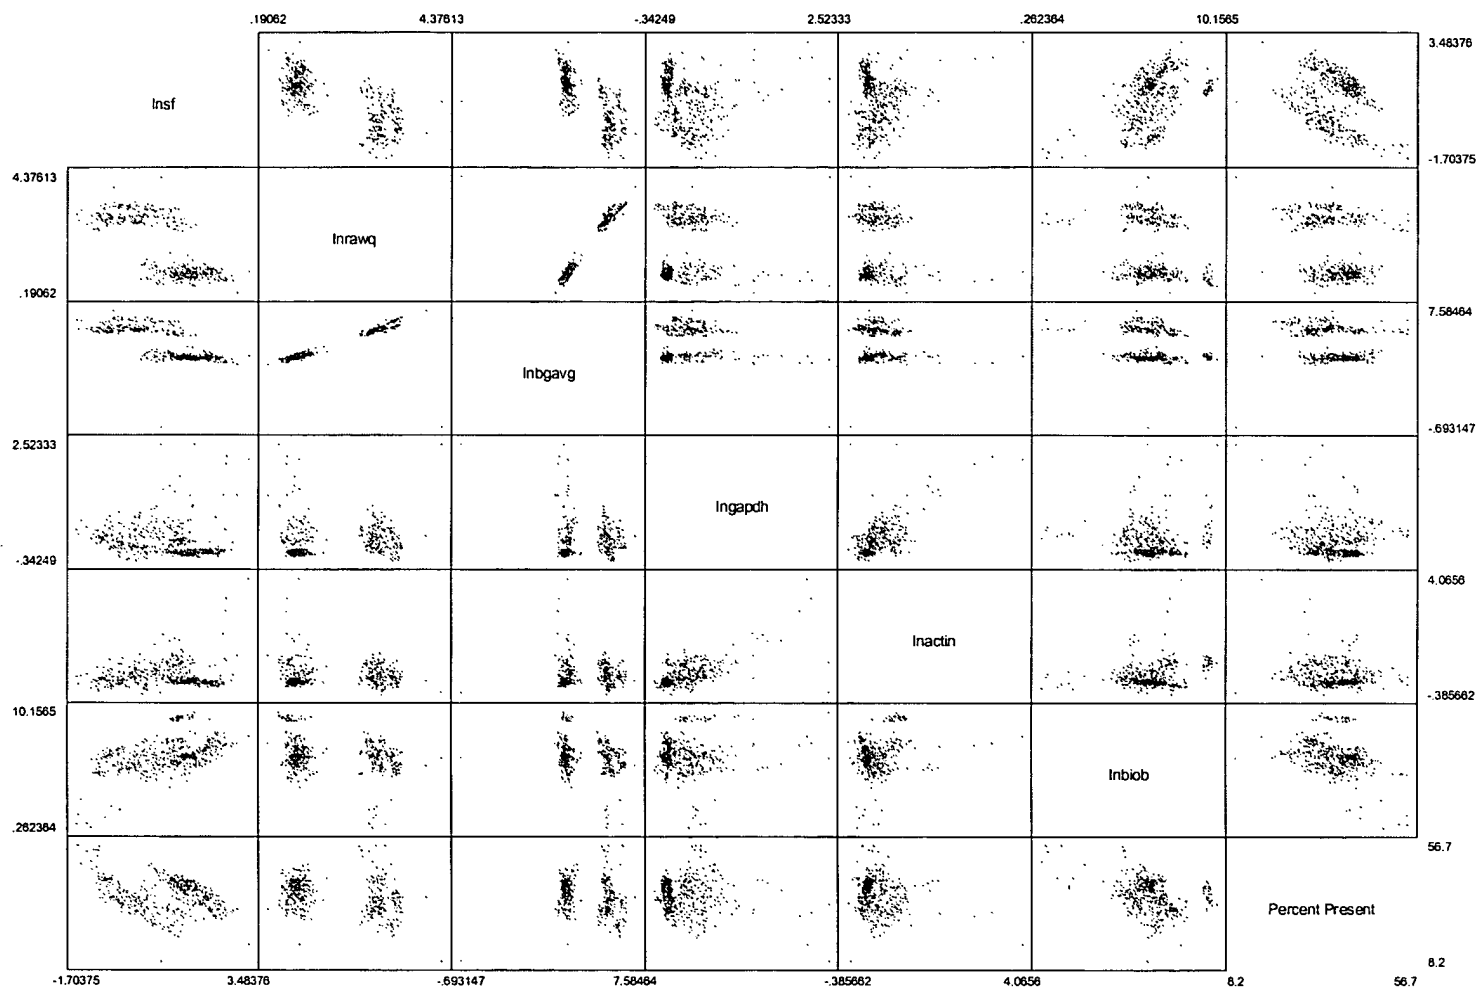 .19062 4.37613 -.34249 2.52333 .262364 10.1565
3.48376
lnsf
-1.70375
4.37613
lnrawq
.19062
7.58464
lnbgavg
-.693147
2.52333
lngapdh
-.34249
4.0656
lnactin
-.385662
10.1565
lnbiob
.262364
56.7
Percent Present
8.2
-1.70375 3.48376 -.693147 7.58464 -.385662 4.0656 8.2 56.7